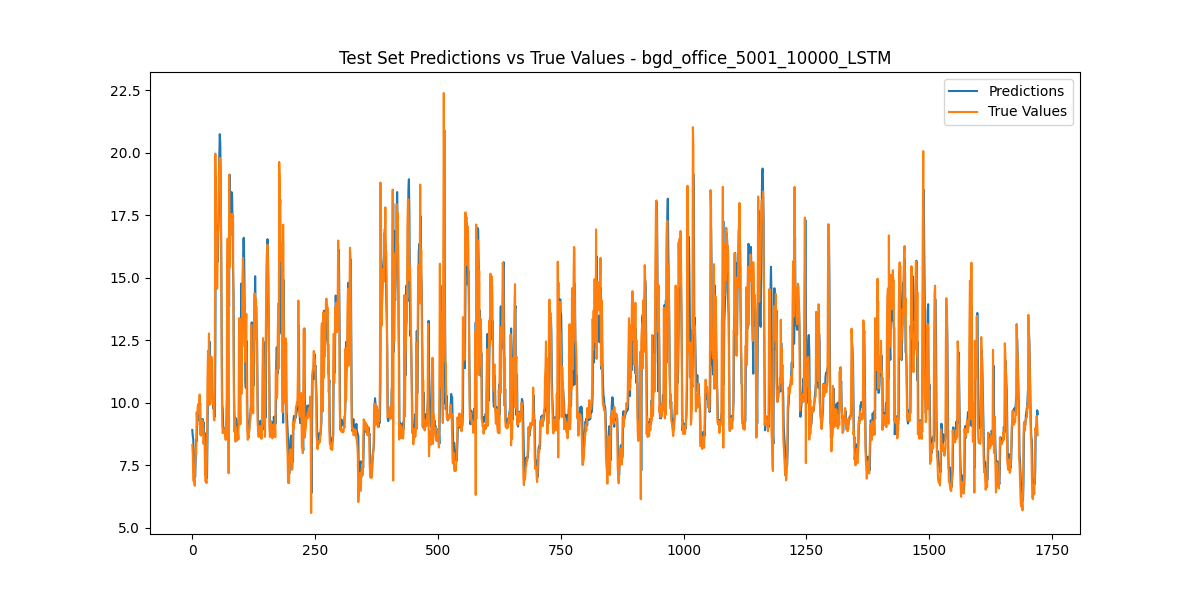 Test Set Predictions vs True Values - bgd_office_5001_10000_LSTM
Predictions
True Values
22.5
20.0
17.5
15.0
12.5
10.0
7.5
5.0
0 250 500 750 1000 1250 1500 1750